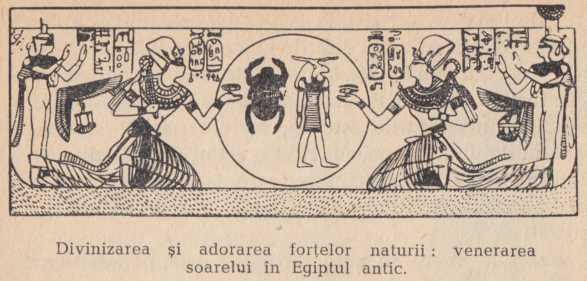 Divinizarea și adorarea forțelor naturii : venerarea
soarelui în Egiptul antic.